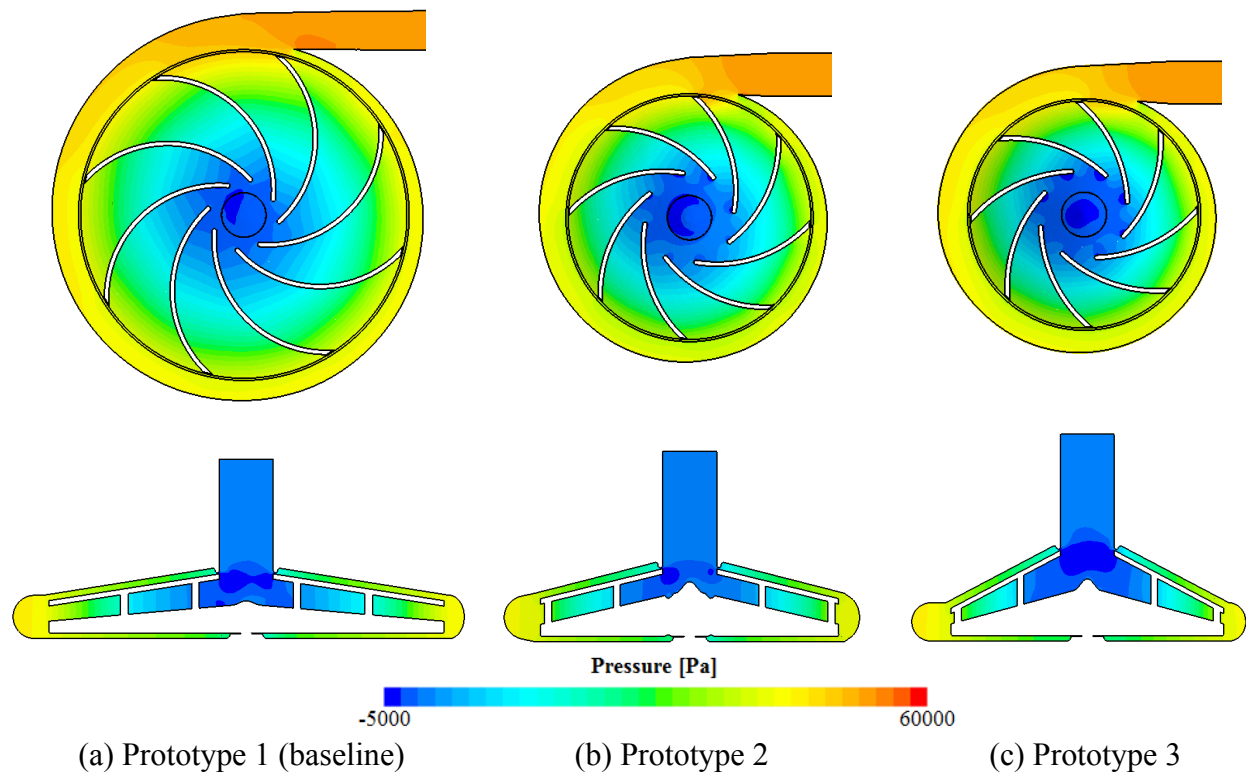 Pressure [Pa]
-5000 60000
(a) Prototype 1 (baseline) (b) Prototype 2 (c) Prototype 3